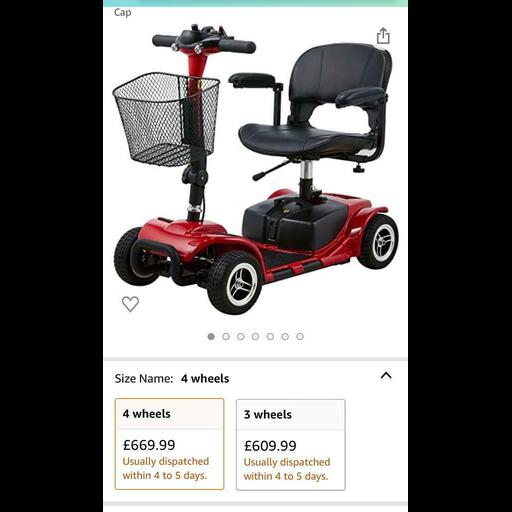 Cap
Size Name: 4 wheels
4 wheels
£669.99
Usually dispatched
within 4 to 5 days.
3 wheels
£609.99
Usually dispatched
within 4 to 5 days.